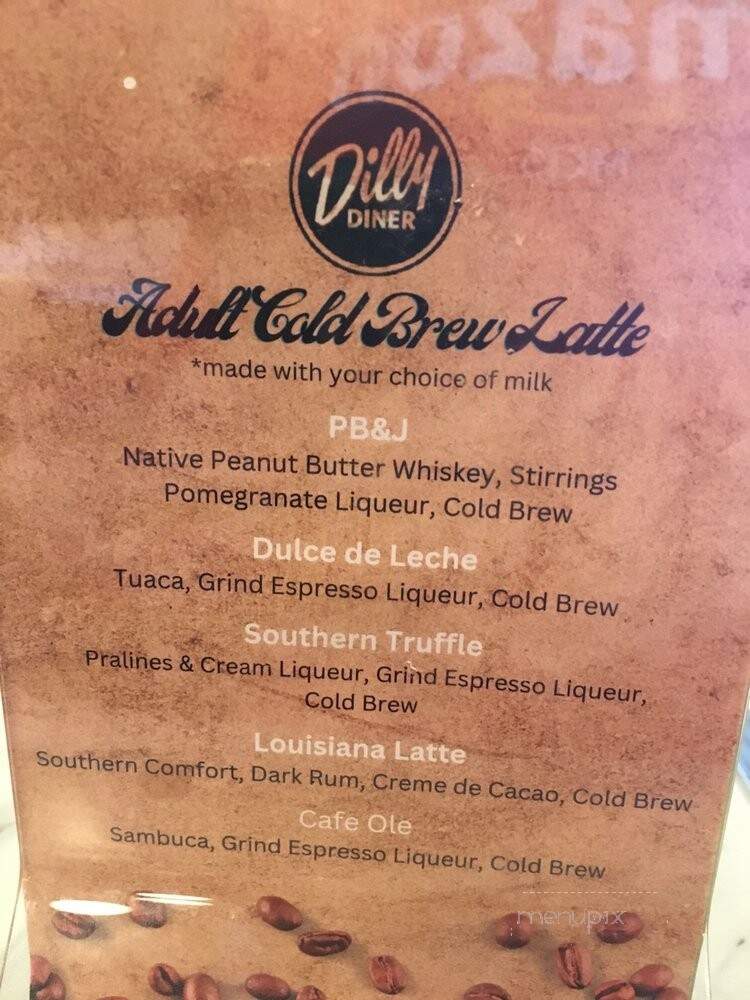 Dilly
DINER
Adult Cold Brew Latte
*made with your choice of milk
PB&J
Native Peanut Butter Whiskey, Stirrings
Pomegranate Liqueur, Cold Brew
Dulce de Leche
Tuaca, Grind Espresso Liqueur, Cold Brew
Southern Truffle
Pralines & Cream Liqueur, Grind Espresso Liqueur,
Cold Brew
Louisiana Latte
Southern Comfort, Dark Rum, Creme de Cacao, Cold Brew
Cafe Ole
Sambuca, Grind Espresso Liqueur, Cold Brew
menupix